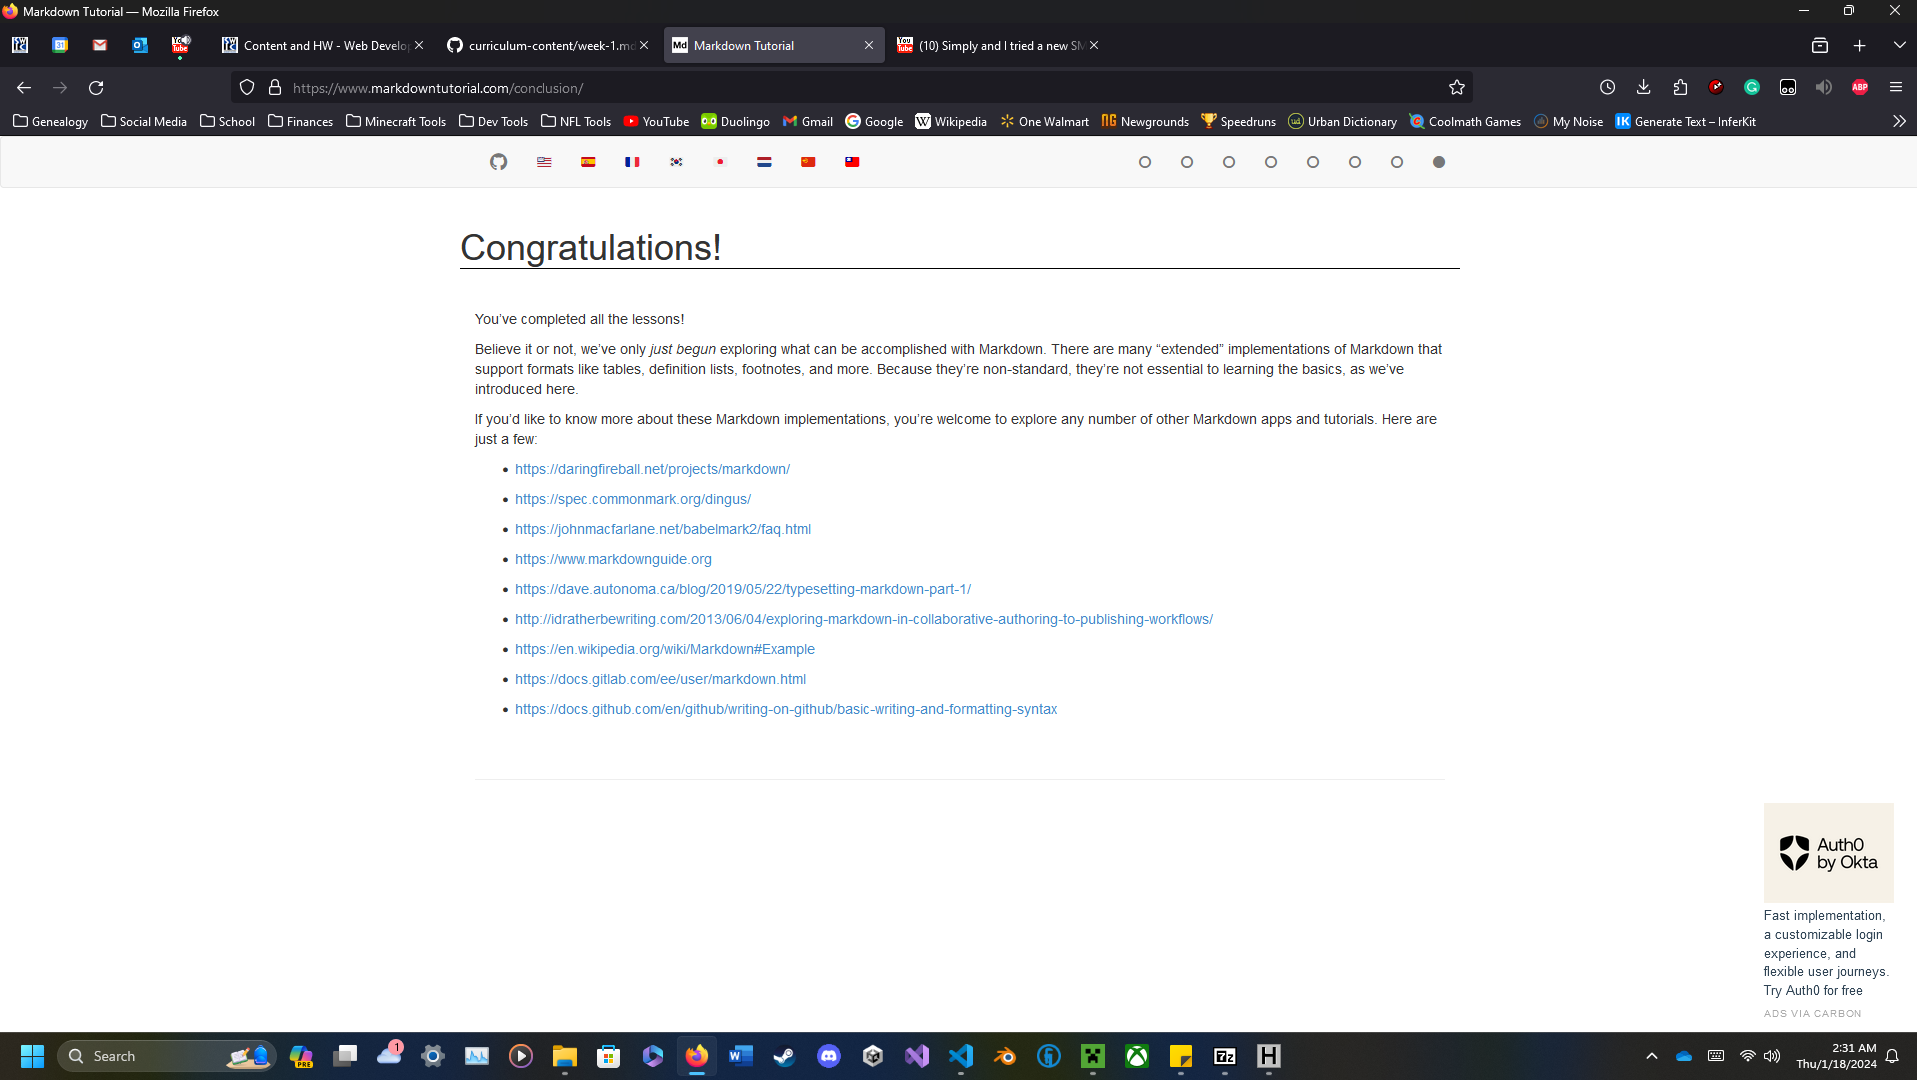 Markdown Tutorial — Mozilla Firefox
Content and HW - Web Develop
curriculum-content/week-1.md
Md Markdown Tutorial
(10) Simply and I tried a new SM
https://www.markdowntutorial.com/conclusion/
ABP
Genealogy Social Media School Finances Minecraft Tools Dev Tools NFL Tools YouTube Duolingo Gmail Google Wikipedia One Walmart Newgrounds Speedruns Urban Dictionary Coolmath Games My Noise Generate Text – InferKit
Congratulations!
You’ve completed all the lessons!
Believe it or not, we’ve only just begun exploring what can be accomplished with Markdown. There are many “extended” implementations of Markdown that
support formats like tables, definition lists, footnotes, and more. Because they’re non-standard, they’re not essential to learning the basics, as we’ve
introduced here.
If you’d like to know more about these Markdown implementations, you’re welcome to explore any number of other Markdown apps and tutorials. Here are
just a few:
https://daringfireball.net/projects/markdown/
https://spec.commonmark.org/dingus/
https://johnmacfarlane.net/babelmark2/faq.html
https://www.markdownguide.org
https://dave.autonoma.ca/blog/2019/05/22/typesetting-markdown-part-1/
http://idratherbewriting.com/2013/06/04/exploring-markdown-in-collaborative-authoring-to-publishing-workflows/
https://en.wikipedia.org/wiki/Markdown#Example
https://docs.gitlab.com/ee/user/markdown.html
https://docs.github.com/en/github/writing-on-github/basic-writing-and-formatting-syntax
Auth0
by Okta
Fast implementation,
a customizable login
experience, and
flexible user journeys.
Try Auth0 for free
ADS VIA CARBON
Search
PRE
1
7z
H
2:31 AM
Thu/1/18/2024